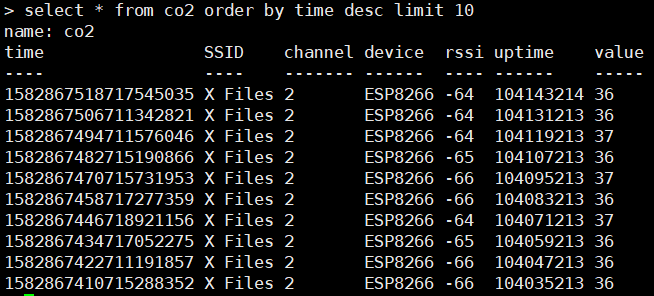 > select * from co2 order by time desc limit 10
name: co2
time SSID channel device rssi uptime value
---- ---- ------- ------ ---- ------ -----
1582867518717545035 X Files 2 ESP8266 -64 104143214 36
1582867506711342821 X Files 2 ESP8266 -64 104131213 36
1582867494711576046 X Files 2 ESP8266 -64 104119213 37
1582867482715190866 X Files 2 ESP8266 -65 104107213 36
1582867470715731953 X Files 2 ESP8266 -66 104095213 37
1582867458717277359 X Files 2 ESP8266 -66 104083213 36
1582867446718921156 X Files 2 ESP8266 -64 104071213 37
1582867434717052275 X Files 2 ESP8266 -65 104059213 36
1582867422711191857 X Files 2 ESP8266 -66 104047213 36
1582867410715288352 X Files 2 ESP8266 -66 104035213 36